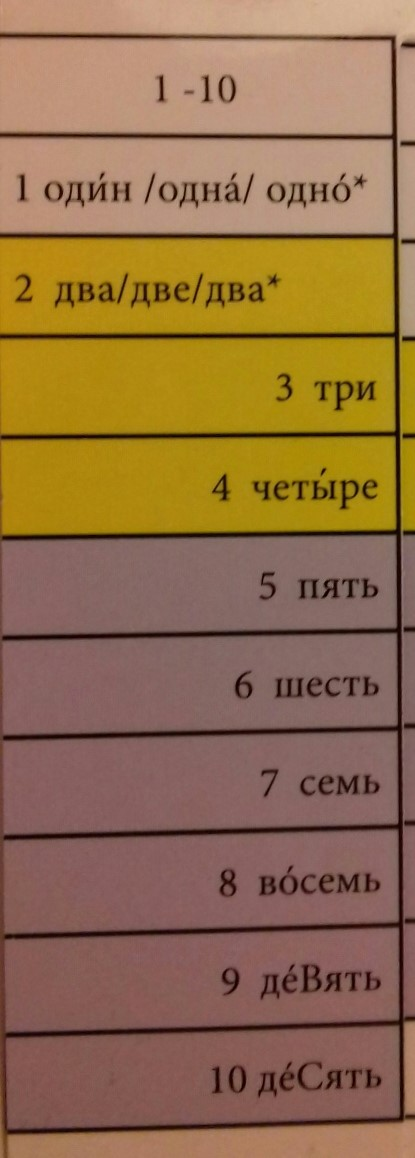 1 -10
1 оди́н /одна́/ одно́*
2 два/две/два*
3 три
4 четы́ре
5 пять
6 шесть
7 семь
8 во́семь
9 де́Вять
10 де́Сять